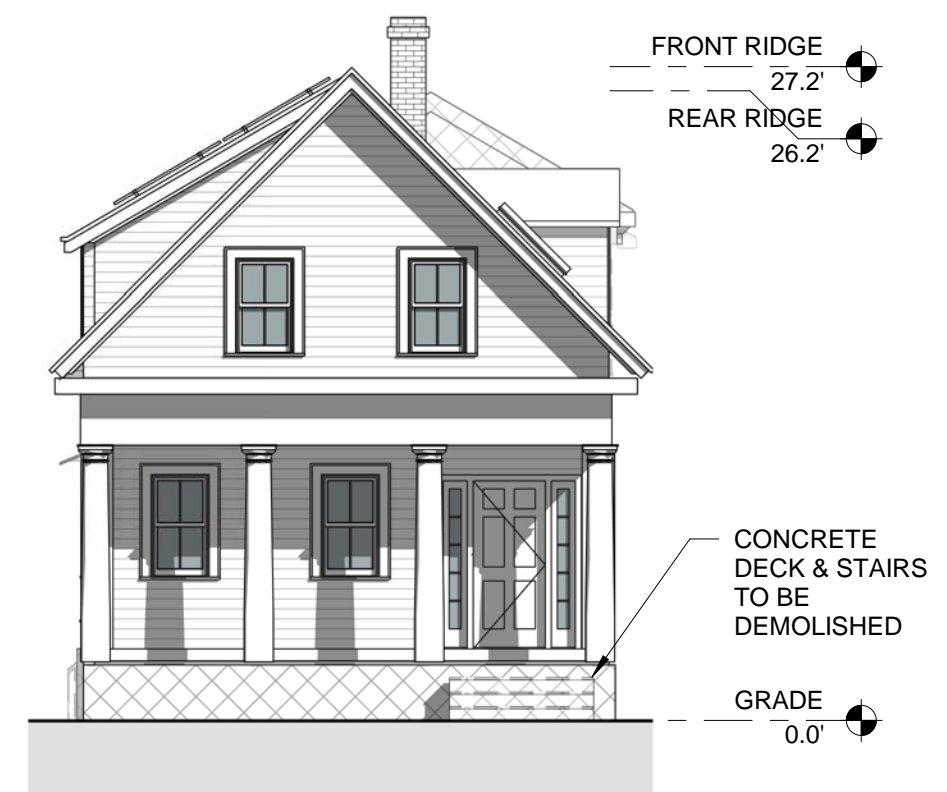 FRONT RIDGE
27.2'
REAR RIDGE
26.2'
CONCRETE
DECK & STAIRS
TO BE
DEMOLISHED
GRADE
0.0'